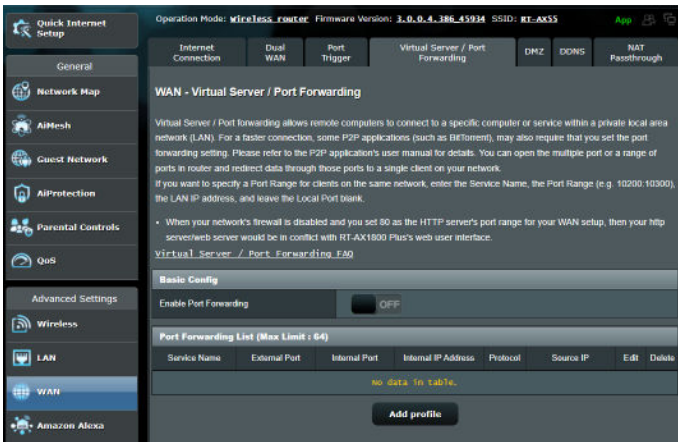 Quick Internet
Setup
Operation Mode: Wireless router Firmware Version: 3.0.0.4.386_45934 SSID: RT-AX55
App
Internet
Connection
Dual
WAN
Port
Trigger
Virtual Server / Port
Forwarding
DMZ
DDNS
NAT
Passthrough
General
Network Map
AiMesh
Guest Network
AiProtection
Parental Controls
QoS
Advanced Settings
Wireless
LAN
WAN
Amazon Alexa
WAN - Virtual Server / Port Forwarding
Virtual Server / Port forwarding allows remote computers to connect to a specific computer or service within a private local area
network (LAN). For a faster connection, some P2P applications (such as BitTorrent), may also require that you set the port
forwarding setting. Please refer to the P2P application's user manual for details. You can open the multiple port or a range of
ports in router and redirect data through those ports to a single client on your network.
If you want to specify a Port Range for clients on the same network, enter the Service Name, the Port Range (e.g. 10200:10300),
the LAN IP address, and leave the Local Port blank.
• When your network's firewall is disabled and you set 80 as the HTTP server's port range for your WAN setup, then your http
server/web server would be in conflict with RT-AX1800 Plus's web user interface.
Virtual Server / Port Forwarding FAQ
Basic Config
Enable Port Forwarding
OFF
Port Forwarding List (Max Limit : 64)
Service Name External Port Internal Port Internal IP Address Protocol Source IP Edit Delete
No data in table.
Add profile